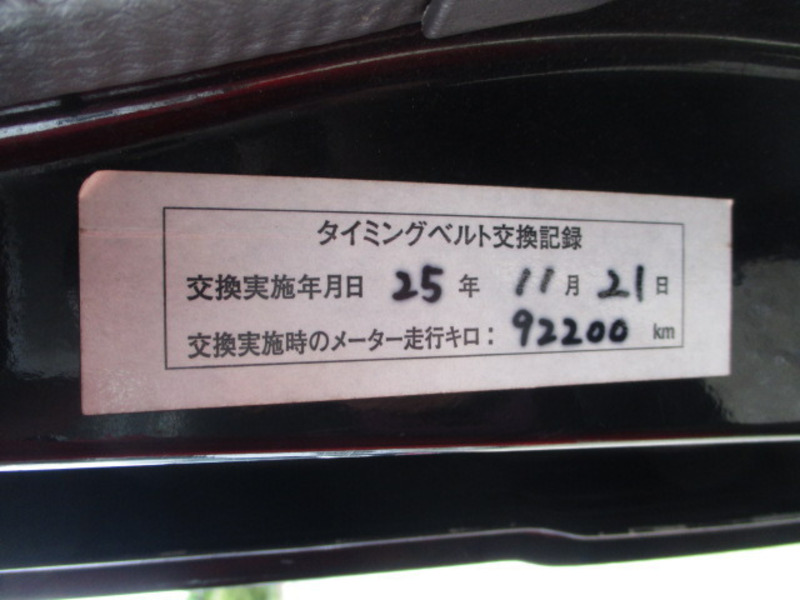 タイミングベルト交換記録
交換実施年月日 25 年 11 月 21 日
交換実施時のメーター走行キロ： 92200 km